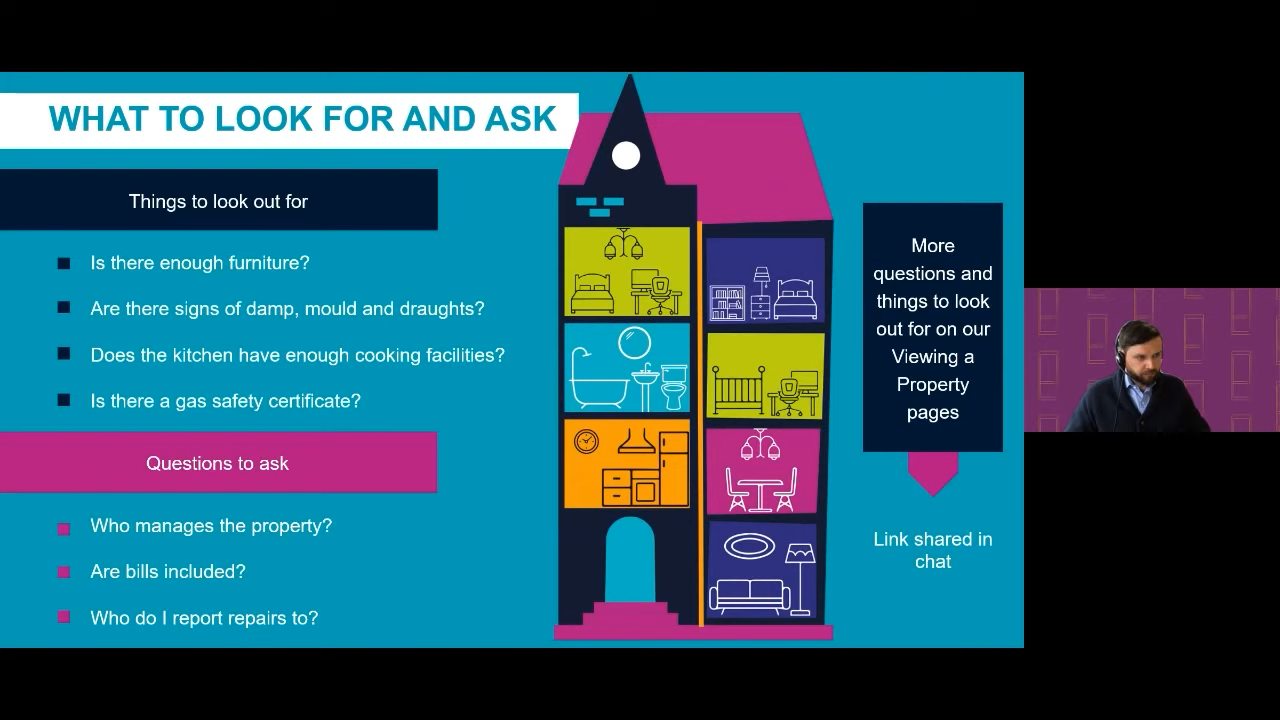 WHAT TO LOOK FOR AND ASK
Things to look out for
Is there enough furniture?
Are there signs of damp, mould and draughts?
Does the kitchen have enough cooking facilities?
Is there a gas safety certificate?
Questions to ask
Who manages the property?
Are bills included?
Who do I report repairs to?
More
questions and
things to look
out for on our
Viewing a
Property
pages
Link shared in
chat